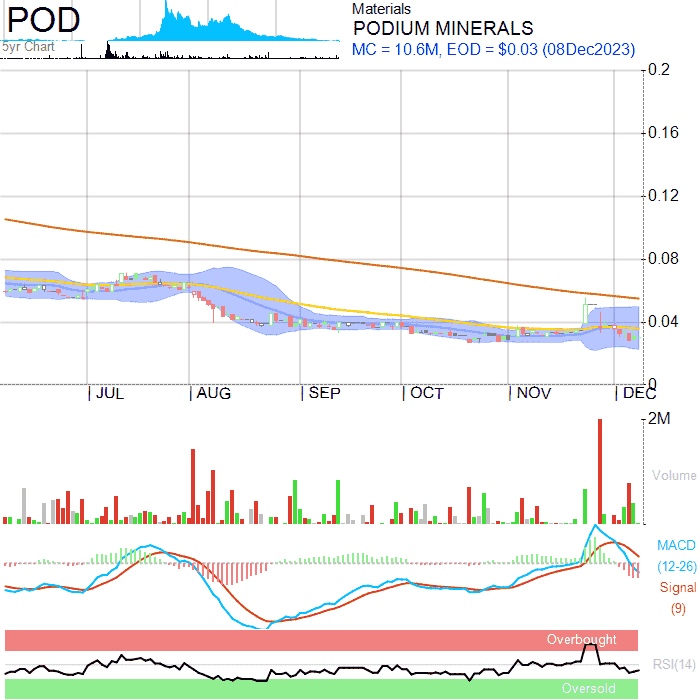 POD
5yr Chart
Materials
PODIUM MINERALS
MC = 10.6M, EOD = $0.03 (08Dec2023)
0.2
0.16
0.12
0.08
0.04
0
JUL AUG SEP OCT NOV DEC
2M
Volume
MACD
(12-26)
Signal
(9)
Overbought
RSI(14)
Oversold